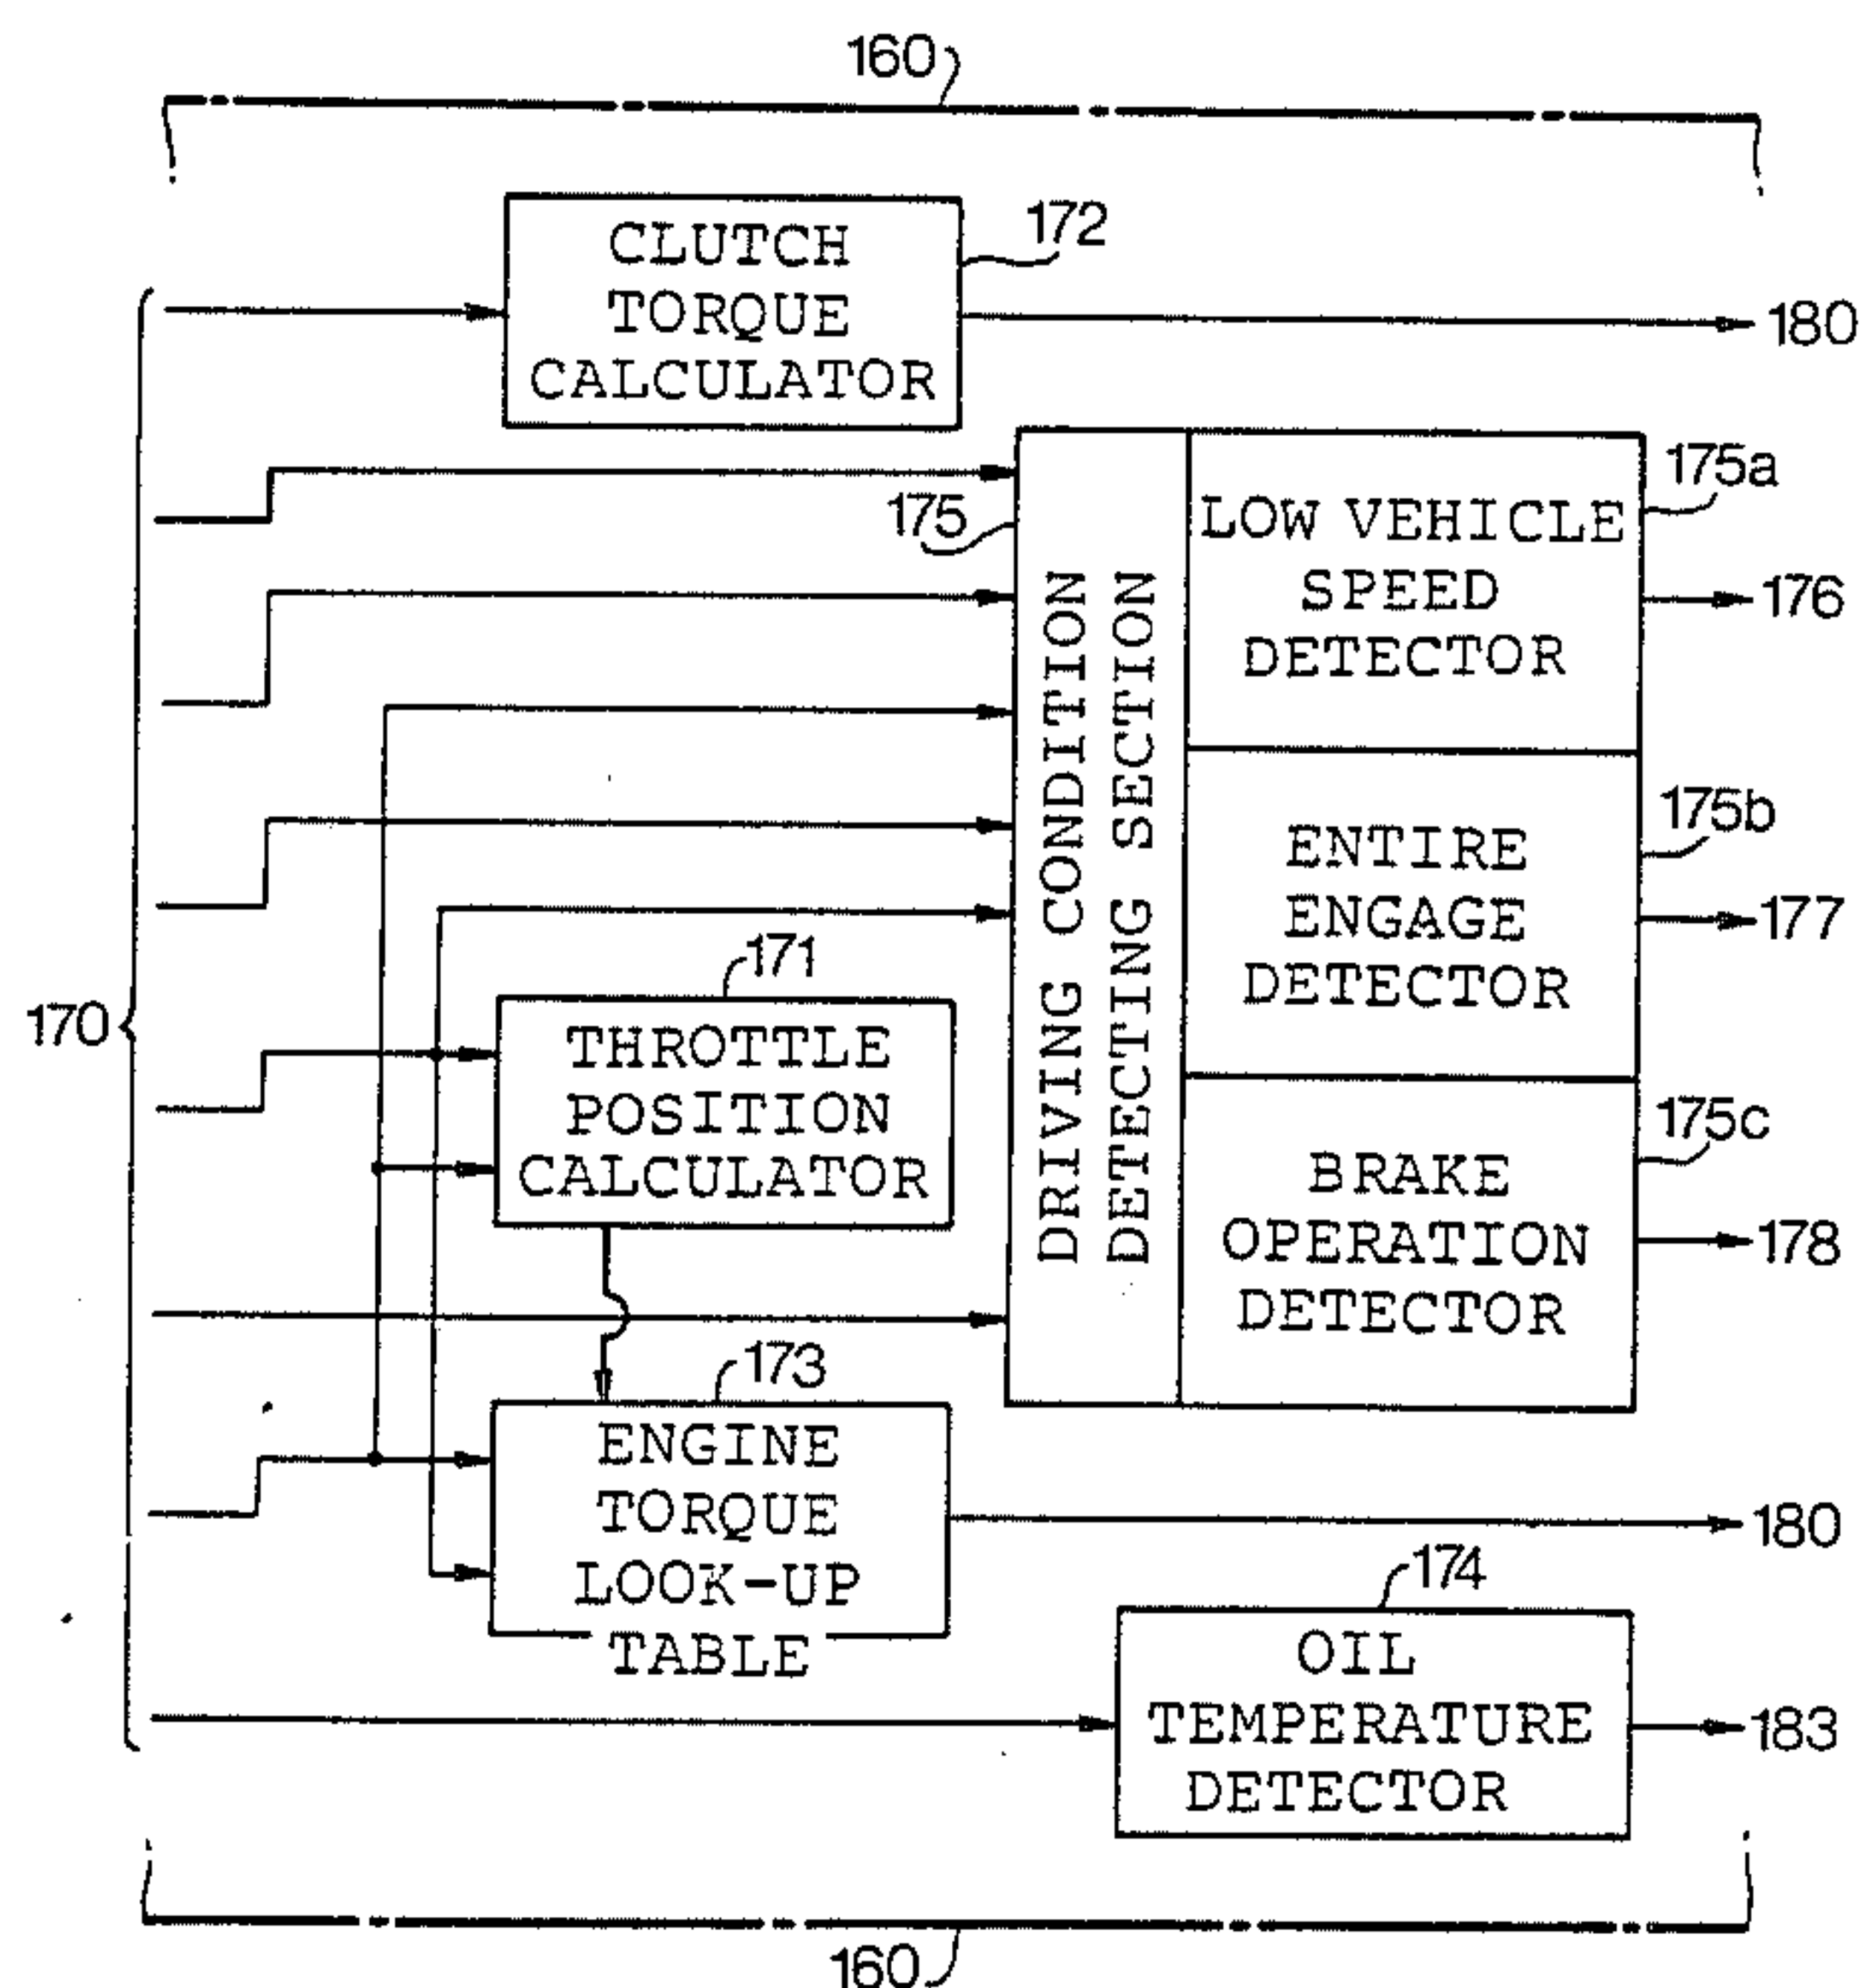 160
CLUTCH
TORQUE
CALCULATOR
172
180
175
DRIVING CONDITION
DETECTING SECTION
LOW VEHICLE
SPEED
DETECTOR
175a
176
ENTIRE
ENGAGE
DETECTOR
175b
177
170
171
THROTTLE
POSITION
CALCULATOR
BRAKE
OPERATION
DETECTOR
175c
178
173
ENGINE
TORQUE
LOOK-UP
TABLE
180
174
OIL
TEMPERATURE
DETECTOR
183
160